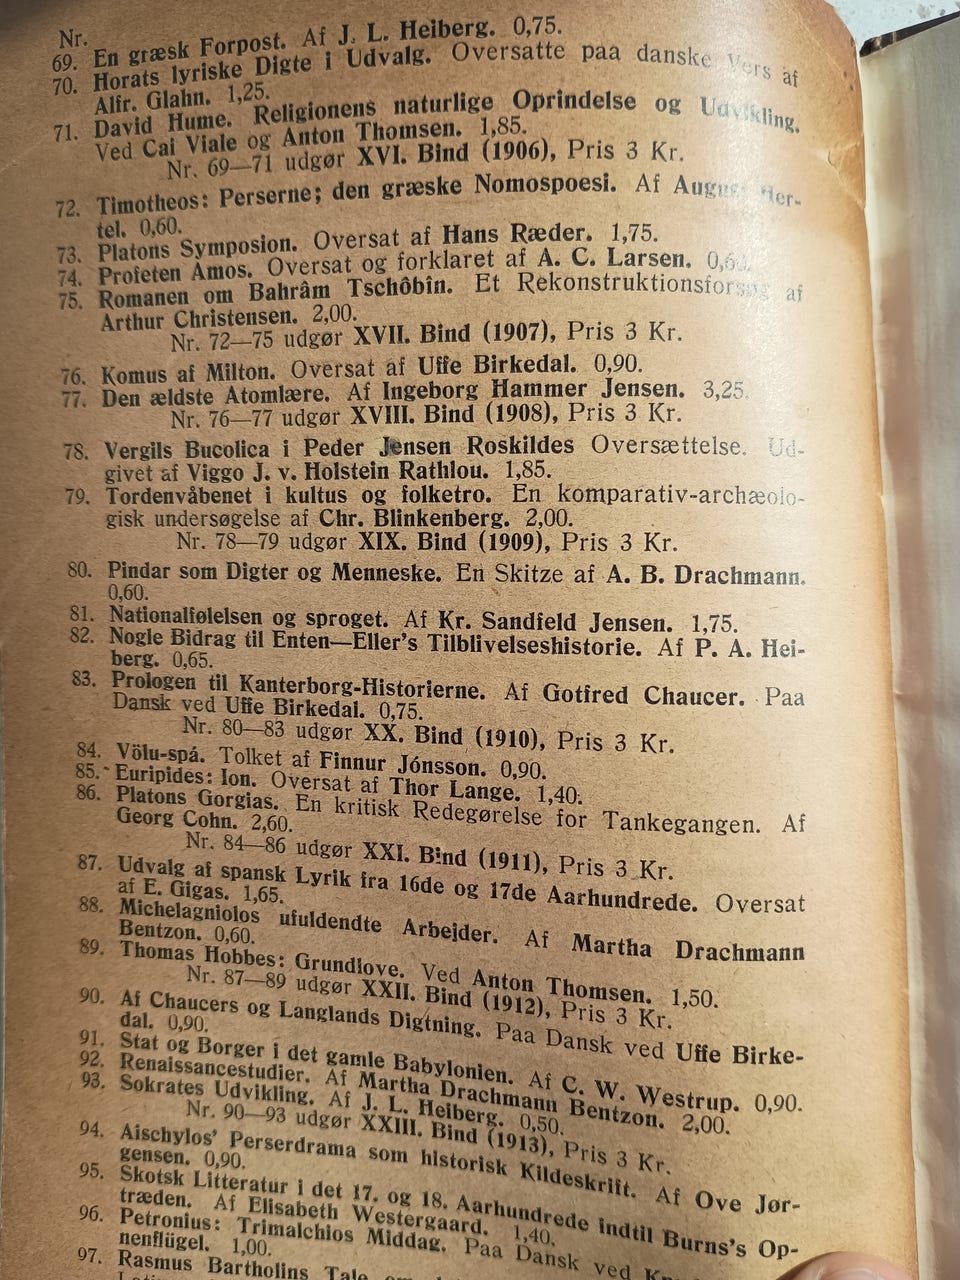 Nr.
69. En græsk Forpost. Af J. L. Heiberg. 0,75.
70. Horats lyriske Digte i Udvalg. Oversatte paa danske Vers af
Alfr. Glahn. 1,25.
71. David Hume. Religionens naturlige Oprindelse og Udvikling.
Ved Cai Viale og Anton Thomsen. 1,85.
Nr. 69—71 udgør XVI. Bind (1906), Pris 3 Kr.
72. Timotheos: Perserne; den græske Nomospoesi. Af August Her-
tel. 0,60.
73. Platons Symposion. Oversat af Hans Ræder. 1,75.
74. Profeten Amos. Oversat og forklaret af A. C. Larsen.
75. Romanen om Bahrâm Tschôbîn. Et Rekonstruktionsforsøg af
Arthur Christensen. 2,00.
Nr. 72—75 udgør XVII. Bind (1907), Pris 3 Kr.
76. Komus af Milton. Oversat af Uffe Birkedal. 0,90.
77. Den ældste Atomlære. Af Ingeborg Hammer Jensen. 3,25.
Nr. 76—77 udgør XVIII. Bind (1908), Pris 3 Kr.
78. Vergils Bucolica i Peder Jensen Roskildes Oversættelse. Ud-
givet af Viggo J. v. Holstein Rathlou. 1,85.
79. Tordenvåbenet i kultus og folketro. En komparativ-archæolo-
gisk undersøgelse af Chr. Blinkenberg. 2,00.
Nr. 78—79 udgør XIX. Bind (1909), Pris 3 Kr.
80. Pindar som Digter og Menneske. En Skitze af A. B. Drachmann.
0,60.
81. Nationalfølelsen og sproget. Af Kr. Sandfeld Jensen. 1,75.
82. Nogle Bidrag til Enten—Eller's Tilblivelseshistorie. Af P. A. Hei-
berg. 0,65.
83. Prologen til Kanterborg-Historierne. Af Gotfred Chaucer. Paa
Dansk ved Uffe Birkedal. 0,75.
Nr. 80—83 udgør XX. Bind (1910), Pris 3 Kr.
84. Völu-spá. Tolket af Finnur Jónsson. 0,90.
85. Euripides: Ion. Oversat af Thor Lange. 1,40.
86. Platons Gorgias. En kritisk Redegørelse for Tankegangen. Af
Georg Cohn. 2,60.
Nr. 84—86 udgør XXI. Bind (1911), Pris 3 Kr.
87. Udvalg af spansk Lyrik fra 16de og 17de Aarhundrede. Oversat
af E. Gigas. 1,65.
88. Michelagniolos ufuldendte Arbejder. Af Martha Drachmann
Bentzon. 0,60.
89. Thomas Hobbes: Grundlove. Ved Anton Thomsen. 1,50.
Nr. 87—89 udgør XXII. Bind (1912), Pris 3 Kr.
90. Af Chaucers og Langlands Digtning. Paa Dansk ved Uffe Birke-
dal. 0,90.
91. Stat og Borger i det gamle Babylonien. Af C. W. Westrup. 0,90.
92. Renaissancestudier. Af Martha Drachmann Bentzon. 2,00.
93. Sokrates Udvikling. Af J. L. Heiberg. 0,50.
Nr. 90—93 udgør XXIII. Bind (1913), Pris 3 Kr.
94. Aischylos' Perserdrama som historisk Kildeskrift. Af Ove Jør-
gensen. 0,90.
95. Skotsk Litteratur i det 17. og 18. Aarhundrede indtil Burns's Op-
træden. Af Elisabeth Westergaard. 1,40.
96. Petronius: Trimalchios Middag. Paa Dansk ved
nenflügel. 1,00.
97. Rasmus Bartholins Tale